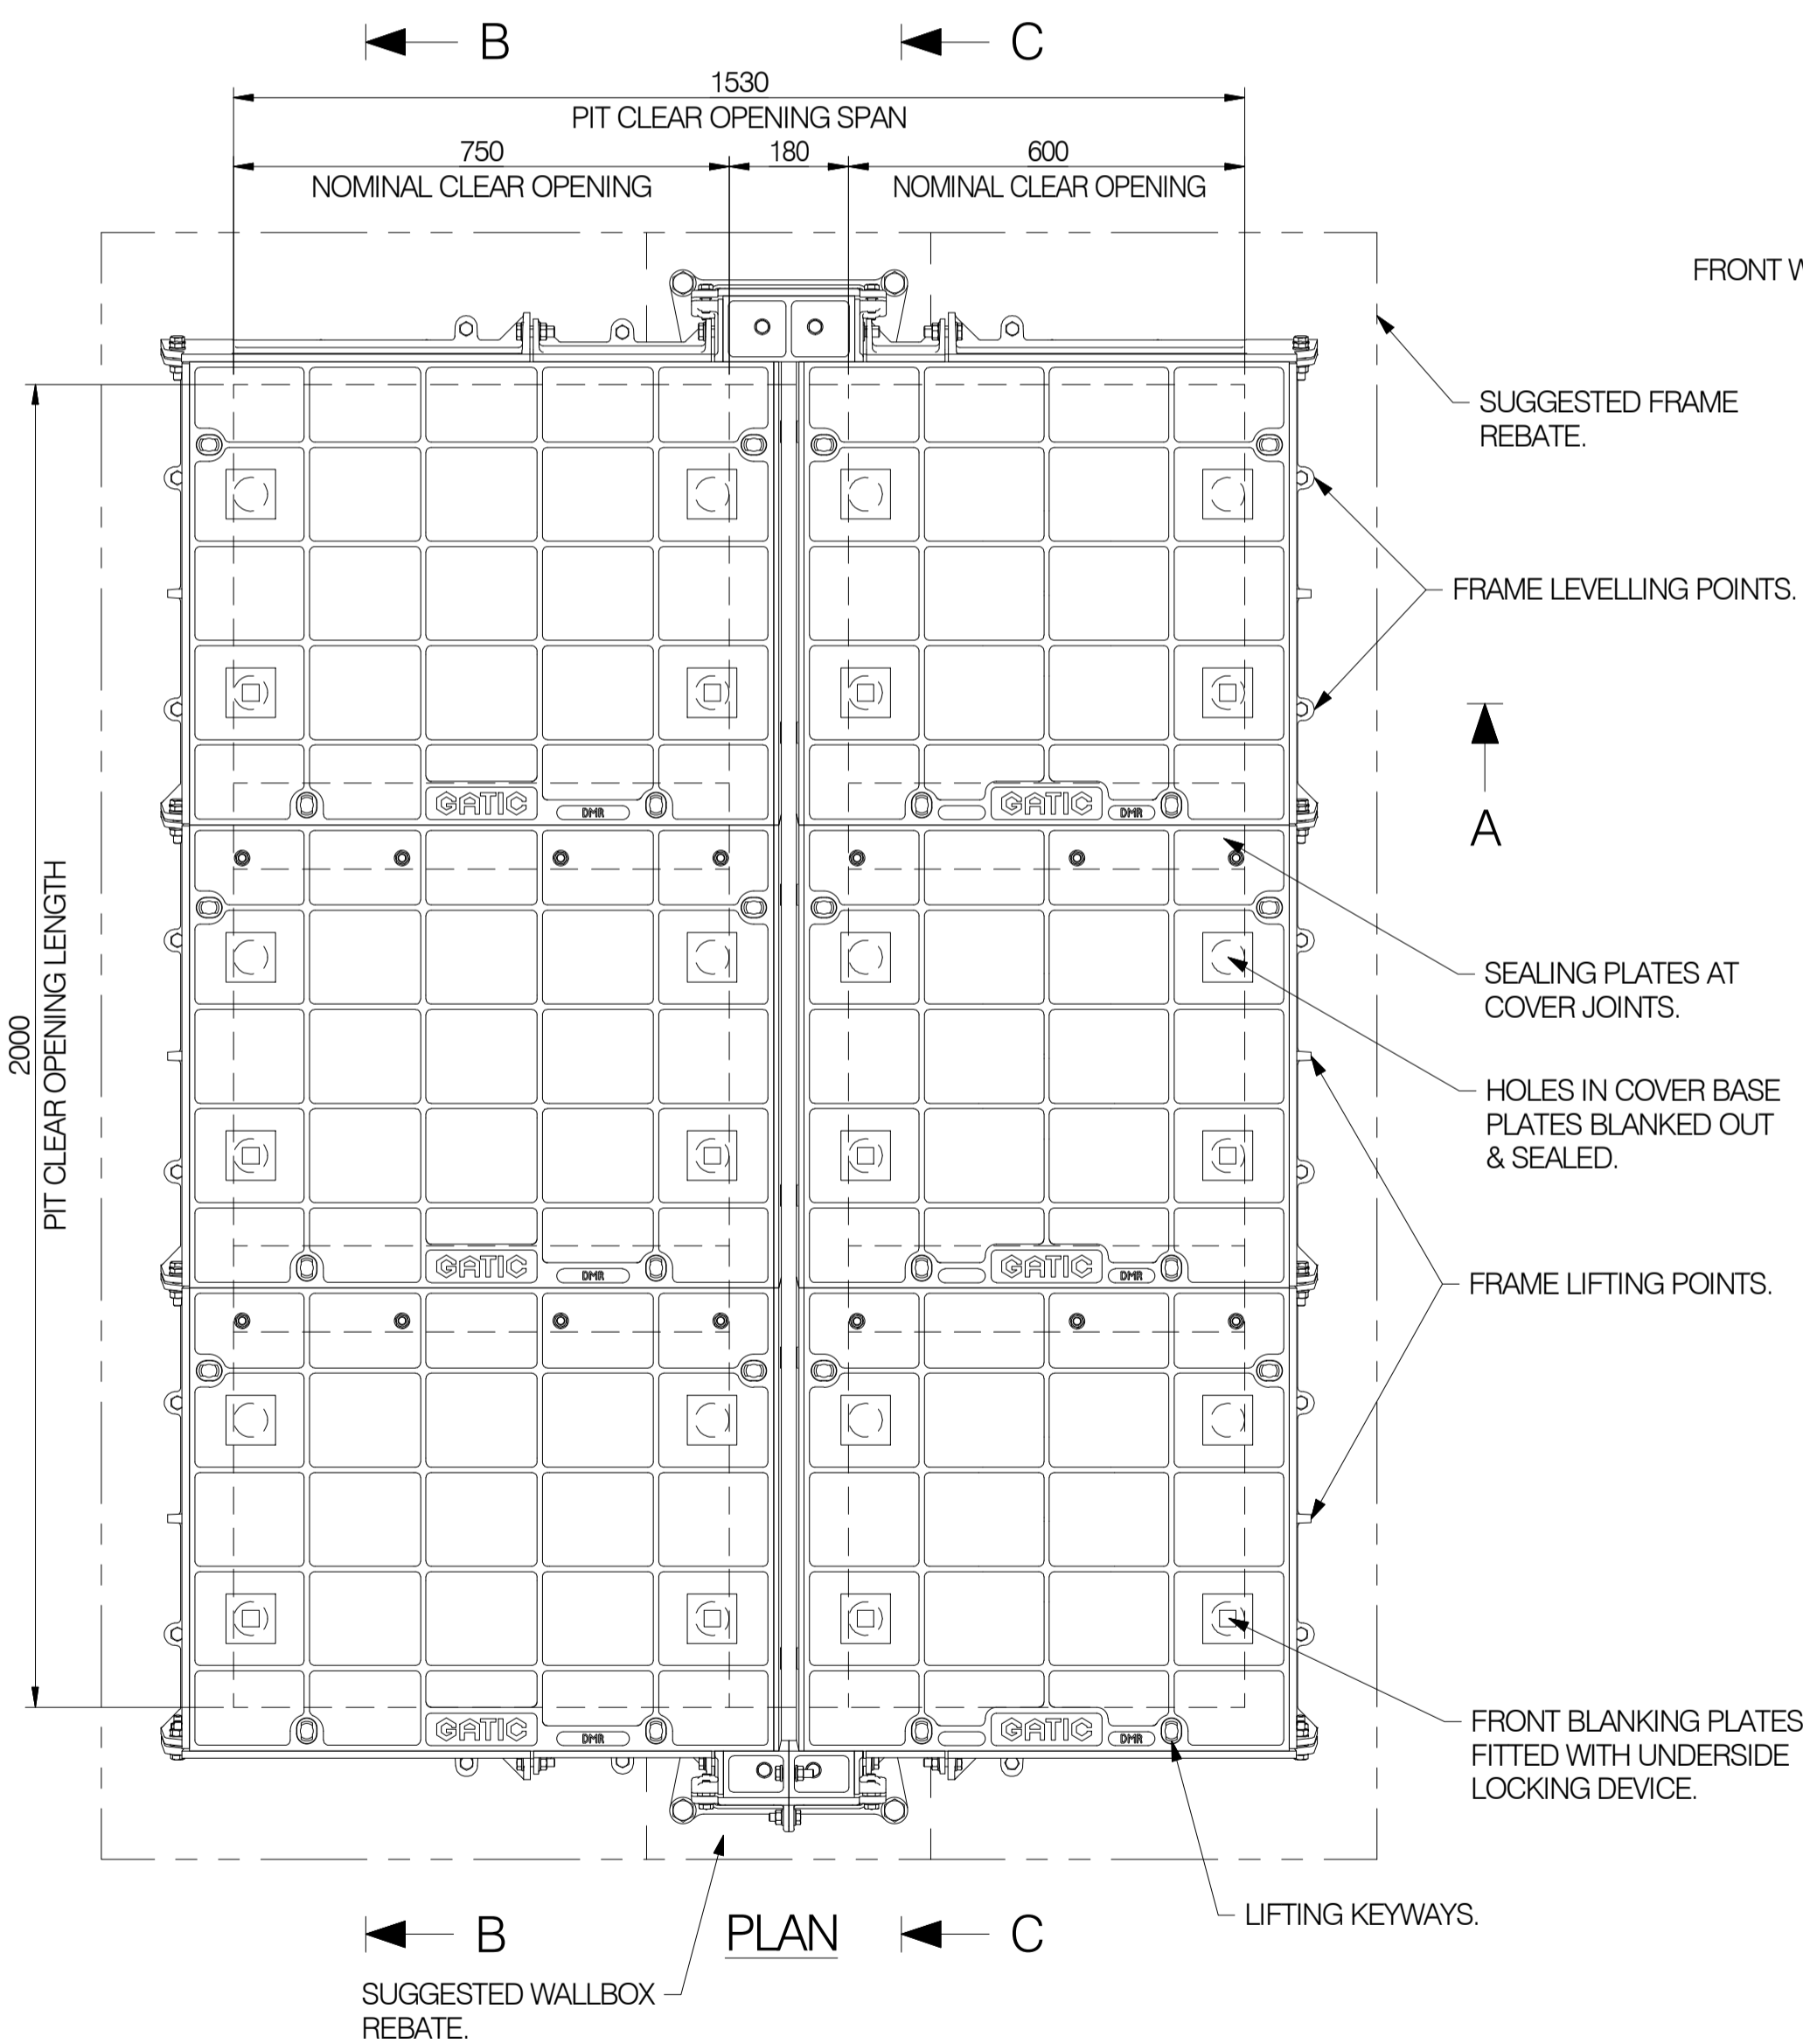 B
C
1530
PIT CLEAR OPENING SPAN
750
180
600
NOMINAL CLEAR OPENING
NOMINAL CLEAR OPENING
FRONT W
SUGGESTED FRAME
REBATE.
FRAME LEVELLING POINTS.
A
GATIC
DMR
GATIC
DMR
2000
PIT CLEAR OPENING LENGTH
SEALING PLATES AT
COVER JOINTS.
HOLES IN COVER BASE
PLATES BLANKED OUT
& SEALED.
GATIC
DMR
GATIC
DMR
FRAME LIFTING POINTS.
GATIC
DMR
GATIC
DMR
FRONT BLANKING PLATES
FITTED WITH UNDERSIDE
LOCKING DEVICE.
LIFTING KEYWAYS.
B
PLAN
C
SUGGESTED WALLBOX
REBATE.